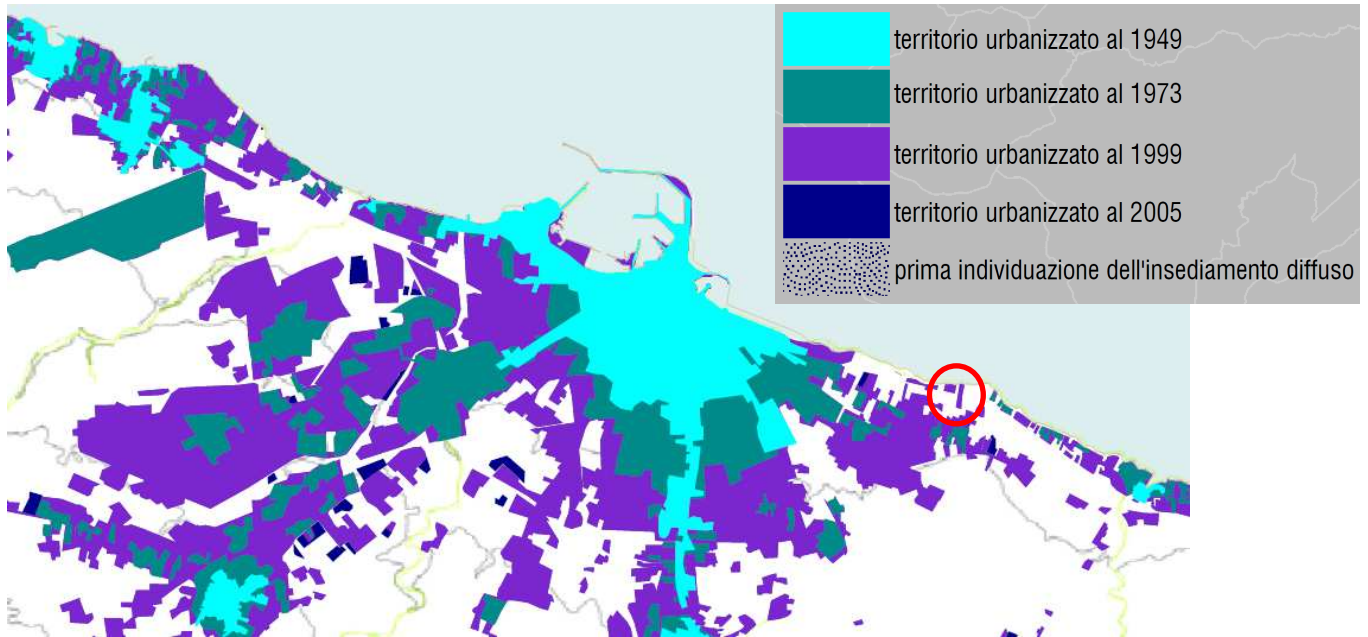 territorio urbanizzato al 1949
territorio urbanizzato al 1973
territorio urbanizzato al 1999
territorio urbanizzato al 2005
prima individuazione dell'insediamento diffuso